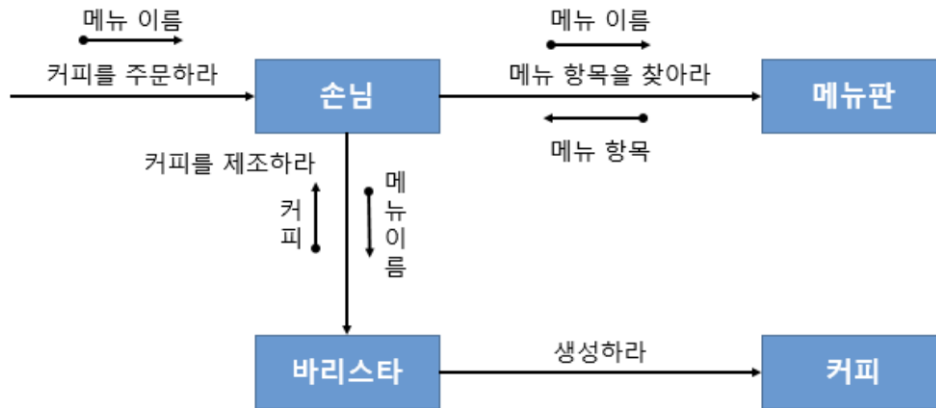 메뉴 이름
커피를 주문하라
손님
메뉴 이름
메뉴 항목을 찾아라
메뉴 항목
메뉴판
커피를 제조하라
커피
메뉴이름
바리스타
생성하라
커피